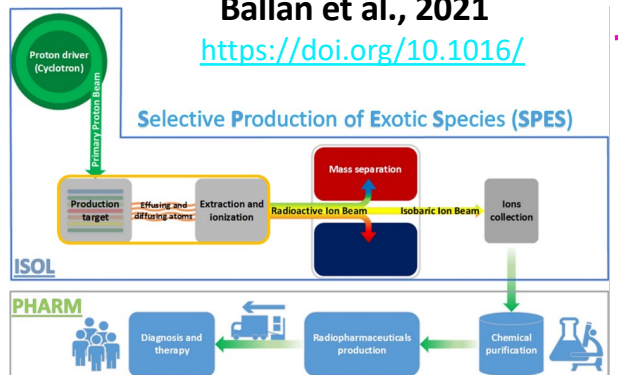 Ballan et al., 2021
https://doi.org/10.1016/
Proton driver
(Cyclotron)
Primary Proton Beam
Selective Production of Exotic Species (SPES)
Mass separation
Production
target
Effusing and
diffusing atoms
Extraction and
ionization
Radioactive Ion Beam
Isobaric Ion Beam
Ions
collection
ISOL
PHARM
Diagnosis and
therapy
Radiopharmaceuticals
production
Chemical
purification